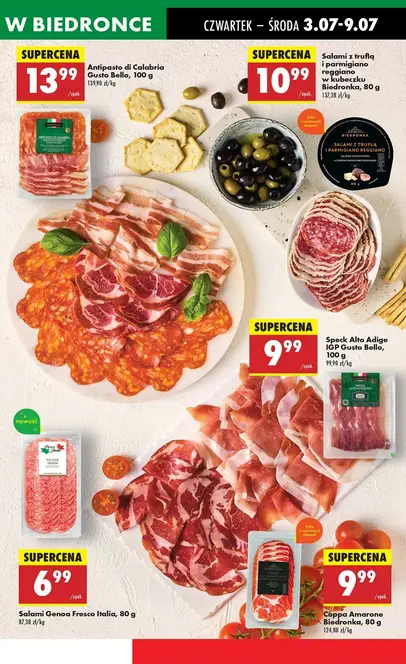 W BIEDRONCE
CZWARTEK – ŚRODA 3.07-9.07
SUPERCENA
13 99
/opak.
Antipasto di Calabria
Gusto Bello, 100 g
139,90 zł/kg
SUPERCENA
10 99
/opak.
Salami z truflą
i parmigiano
reggiano
w kubeczku
Biedronka, 80 g
137,38 zł/kg
BIEDRONKA
SALAMI Z TRUFLĄ
I PARMIGIANO REGGIANO
SUPERCENA
9 99
/opak.
Speck Alto Adige
IGP Gusto Bello,
100 g
99,90 zł/kg
nowość
SUPERCENA
6 99
/opak.
Salami Genoa Fresco Italia, 80 g
87,38 zł/kg
SUPERCENA
9 99
/opak.
Coppa Amarone
Biedronka, 80 g
124,88 zł/kg